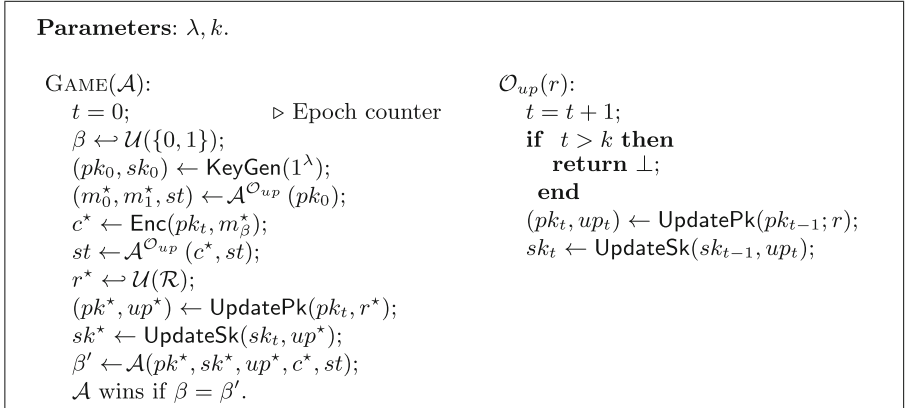 Parameters: λ, k.
GAME(𝒜):
t = 0; ▷ Epoch counter
β ↩ 𝒰({0, 1});
(pk₀, sk₀) ← KeyGen(1^λ);
(m₀^⋆, m₁^⋆, st) ← 𝒜^{𝒪_{up}} (pk₀);
c^⋆ ← Enc(pk_t, m_β^⋆);
st ← 𝒜^{𝒪_{up}} (c^⋆, st);
r^⋆ ↩ 𝒰(ℛ);
(pk^⋆, up^⋆) ← UpdatePk(pk_t, r^⋆);
sk^⋆ ← UpdateSk(sk_t, up^⋆);
β′ ← 𝒜(pk^⋆, sk^⋆, up^⋆, c^⋆, st);
𝒜 wins if β = β′.
𝒪_{up}(r):
t = t + 1;
if t > k then
return ⊥;
end
(pk_t, up_t) ← UpdatePk(pk_{t−1}; r);
sk_t ← UpdateSk(sk_{t−1}, up_t);